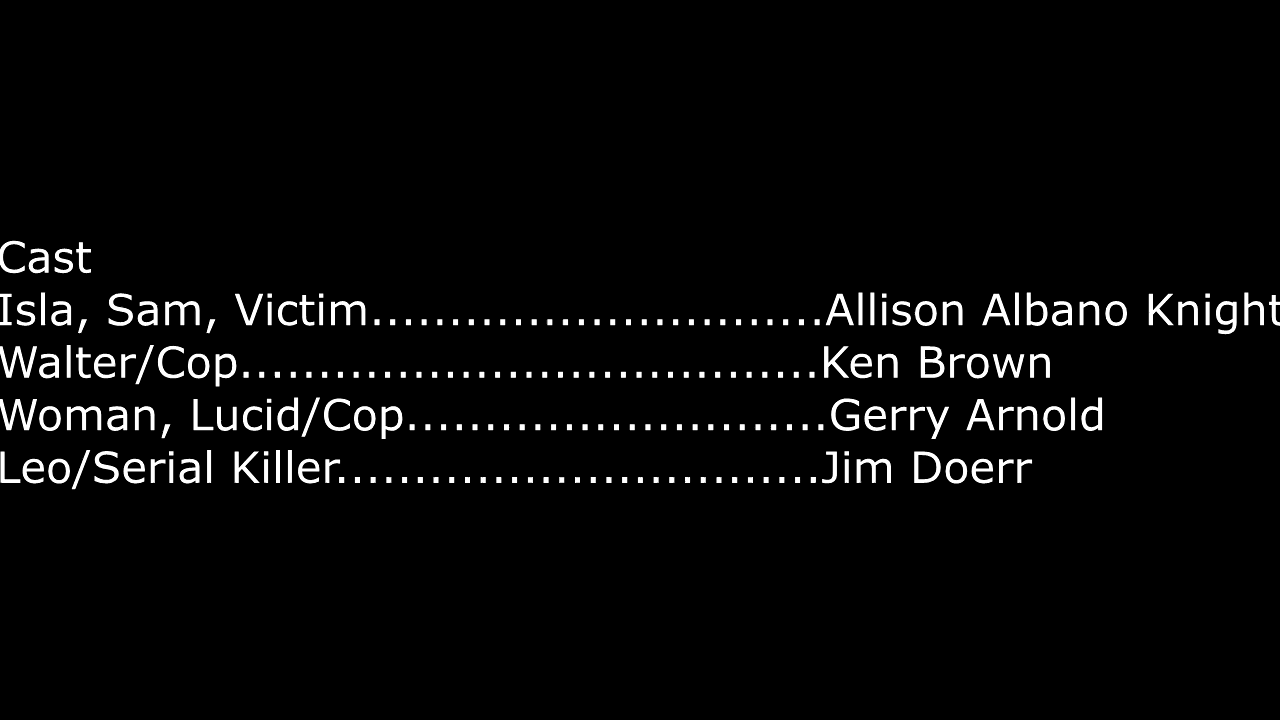 Cast
Isla, Sam, Victim.............................Allison Albano Knight
Walter/Cop.....................................Ken Brown
Woman, Lucid/Cop...........................Gerry Arnold
Leo/Serial Killer...............................Jim Doerr